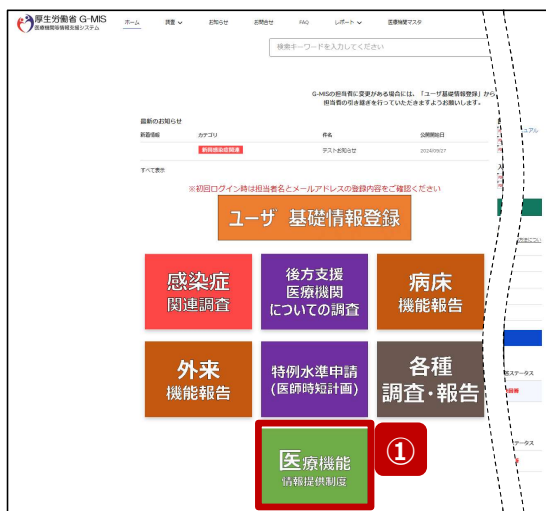 厚生労働省 G-MIS
医療機関等情報支援システム
ホーム 調査 お知らせ お問合せ FAQ レポート 医療機関マスタ
検索キーワードを入力してください
G-MISの担当者に変更がある場合には、「ユーザ基礎情報登録」から
担当者の引き継ぎを行っていただきますようお願いします。
最新のお知らせ
新着情報 カテゴリ 件名 公開開始日
新興感染症関連 テストお知らせ 2024/09/27
すべて表示
※初回ログイン時は担当者名とメールアドレスの登録内容をご確認ください
ユーザ 基礎情報登録
感染症
関連調査
後方支援
医療機関
についての調査
病床
機能報告
外来
機能報告
特例水準申請
(医師時短計画)
各種
調査・報告
医療機能
情報提供制度
①